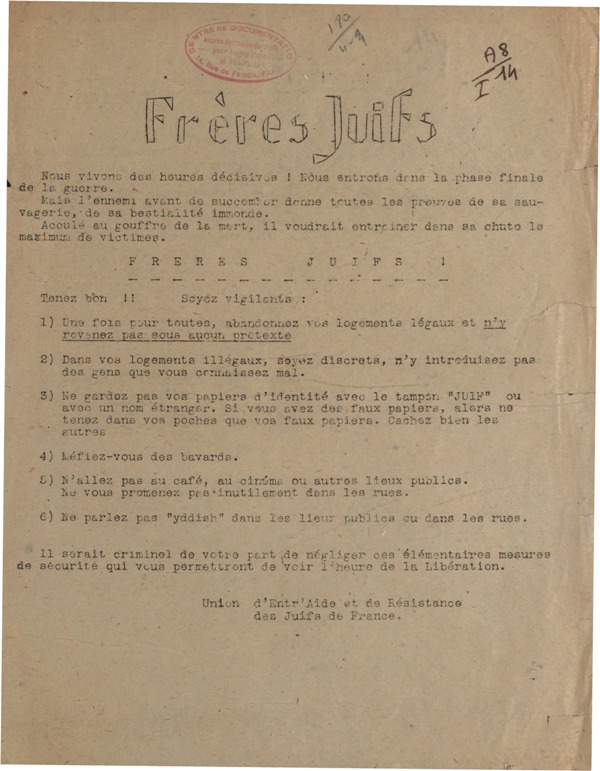 CENTRE DE DOCUMENTATIO
190
4-4
A8
I 14
Frêres Juifs
Nous vivons des heures décisives ! Nous entrons dans la phase finale
de la guerre.
Mais l'ennemi avant de succomber donne toutes les preuves de sa sau-
vagerie, de sa bestialité immonde.
Acculé au gouffre de la mort, il voudrait entrainer dans sa chute le
maximum de victimes.
F R E R E S J U I F S !
Tenez bon !! Soyez vigilants :
1) Une fois pour toutes, abandonnez vos logements légaux et n'y
revenez pas sous aucun prétexte
2) Dans vos logements illégaux, soyez discrets, n'y introduisez pas
des gens que vous connaissez mal.
3) Ne gardez pas vos papiers d'identité avec le tampon "JUIF" ou
avec un nom étranger. Si vous avez des faux papiers, alors ne
tenez dans vos poches que vos faux papiers. Cachez bien les
autres
4) Méfiez-vous des bavards.
5) N'allez pas au café, au cinéma ou autres lieux publics.
Ne vous promenez pas inutilement dans les rues.
6) Ne parlez pas "yddish" dans les lieux publics ou dans les rues.
Il serait criminel de votre part de négliger ces élémentaires mesures
de sécurité qui vous permettront de voir l'heure de la Libération.
Union d'Entr'Aide et de Résistance
des Juifs de France.